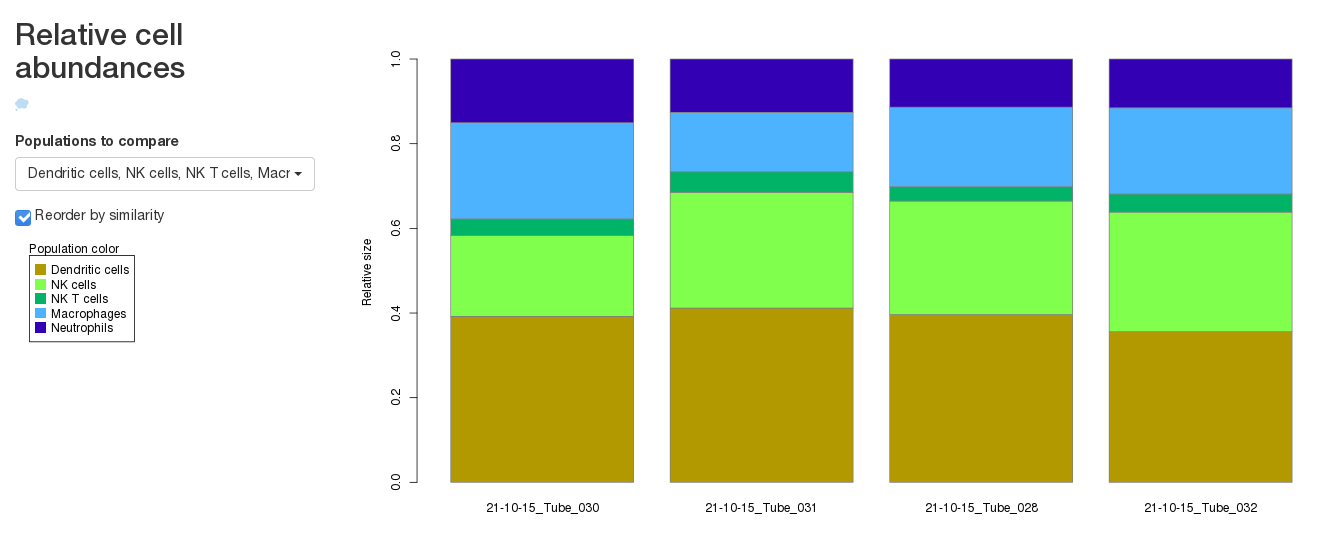 Relative cell
abundances
Populations to compare
Dendritic cells, NK cells, NK T cells, Macr
Reorder by similarity
Population color
Dendritic cells
NK cells
NK T cells
Macrophages
Neutrophils
Relative size
1.0
0.8
0.6
0.4
0.2
0.0
21-10-15_Tube_030
21-10-15_Tube_031
21-10-15_Tube_028
21-10-15_Tube_032